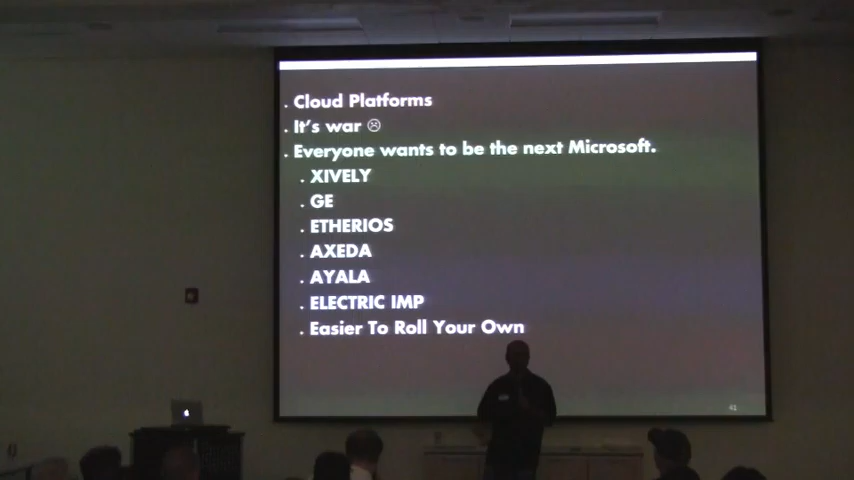 . Cloud Platforms
. It's war ☹
. Everyone wants to be the next Microsoft.
. XIVELY
. GE
. ETHERIOS
. AXEDA
. AYALA
. ELECTRIC IMP
. Easier To Roll Your Own